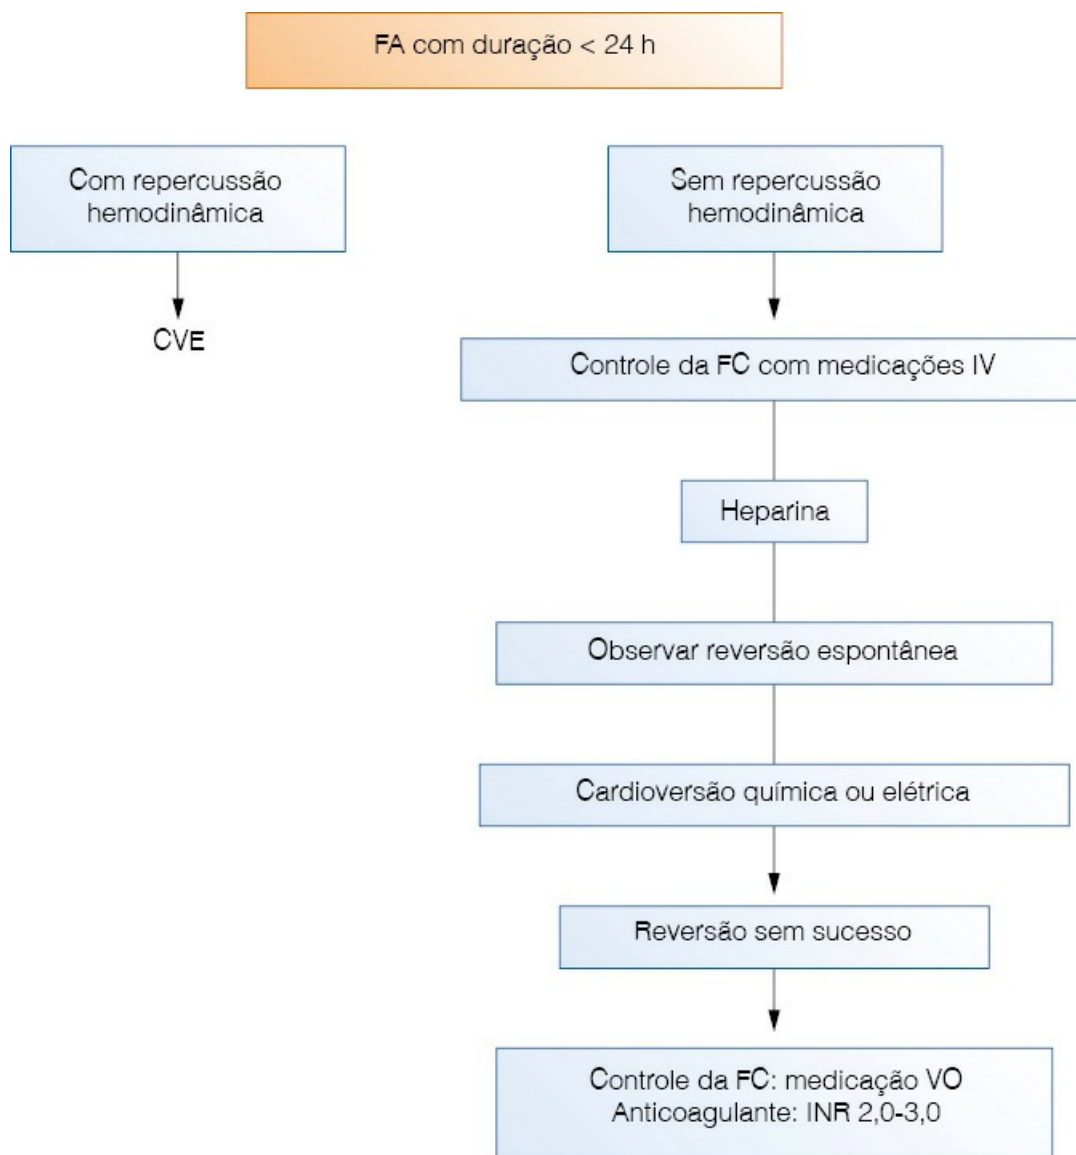 FA com duração < 24 h
Com repercussão
hemodinâmica
CVE
Sem repercussão
hemodinâmica
Controle da FC com medicações IV
Heparina
Observar reversão espontânea
Cardioversão química ou elétrica
Reversão sem sucesso
Controle da FC: medicação VO
Anticoagulante: INR 2,0-3,0